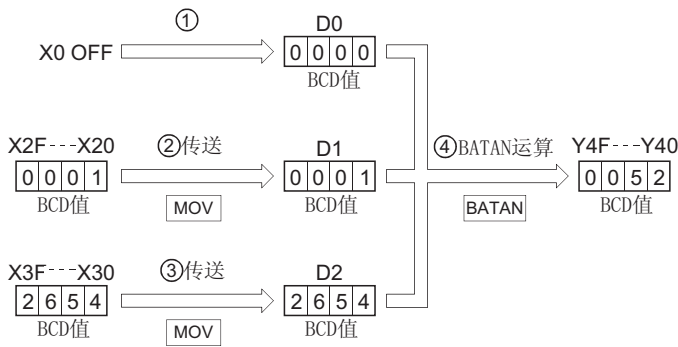 ①
D0
X0 OFF
0 0 0 0
BCD值
X2F---X20
②传送
D1
④BATAN运算
Y4F---Y40
0 0 0 1
0 0 0 1
0 0 5 2
BCD值
MOV
BCD值
BATAN
BCD值
X3F---X30
③传送
D2
2 6 5 4
2 6 5 4
BCD值
MOV
BCD值